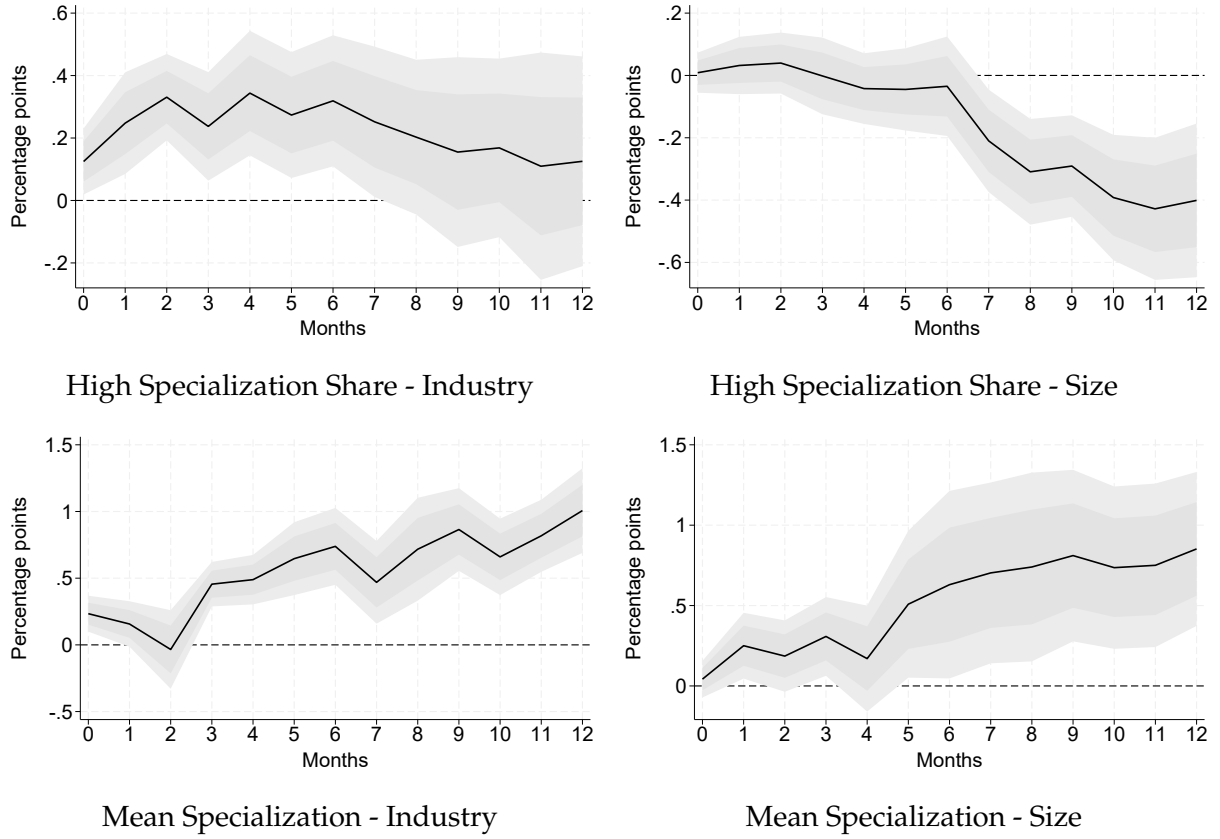 Percentage points
.6
.4
.2
0
-.2
0 1 2 3 4 5 6 7 8 9 10 11 12
Months
High Specialization Share - Industry
Percentage points
.2
0
-.2
-.4
-.6
0 1 2 3 4 5 6 7 8 9 10 11 12
Months
High Specialization Share - Size
Percentage points
1.5
1
.5
0
-.5
0 1 2 3 4 5 6 7 8 9 10 11 12
Months
Mean Specialization - Industry
Percentage points
1.5
1
.5
0
0 1 2 3 4 5 6 7 8 9 10 11 12
Months
Mean Specialization - Size